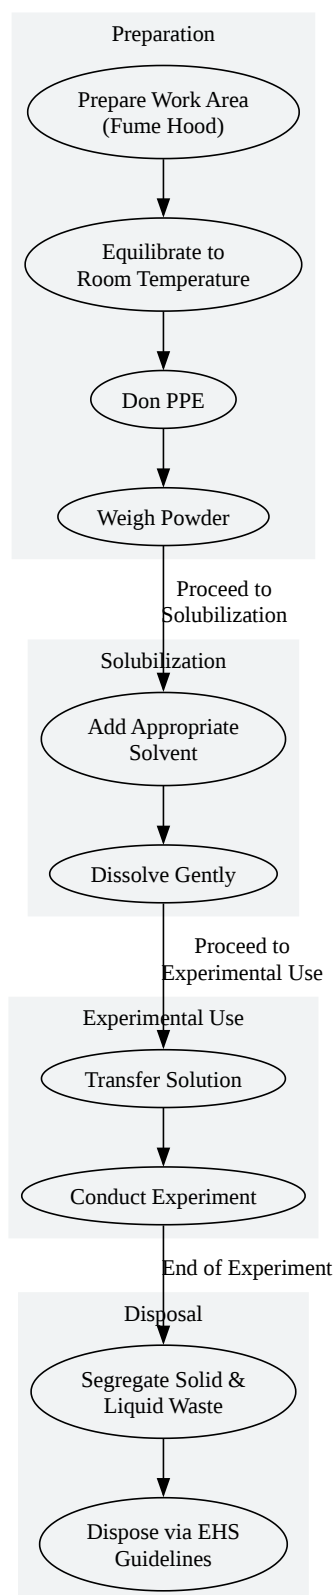 Preparation
Prepare Work Area
(Fume Hood)
Equilibrate to
Room Temperature
Don PPE
Weigh Powder
Proceed to
Solubilization
Solubilization
Add Appropriate
Solvent
Dissolve Gently
Proceed to
Experimental Use
Experimental Use
Transfer Solution
Conduct Experiment
End of Experiment
Disposal
Segregate Solid &
Liquid Waste
Dispose via EHS
Guidelines